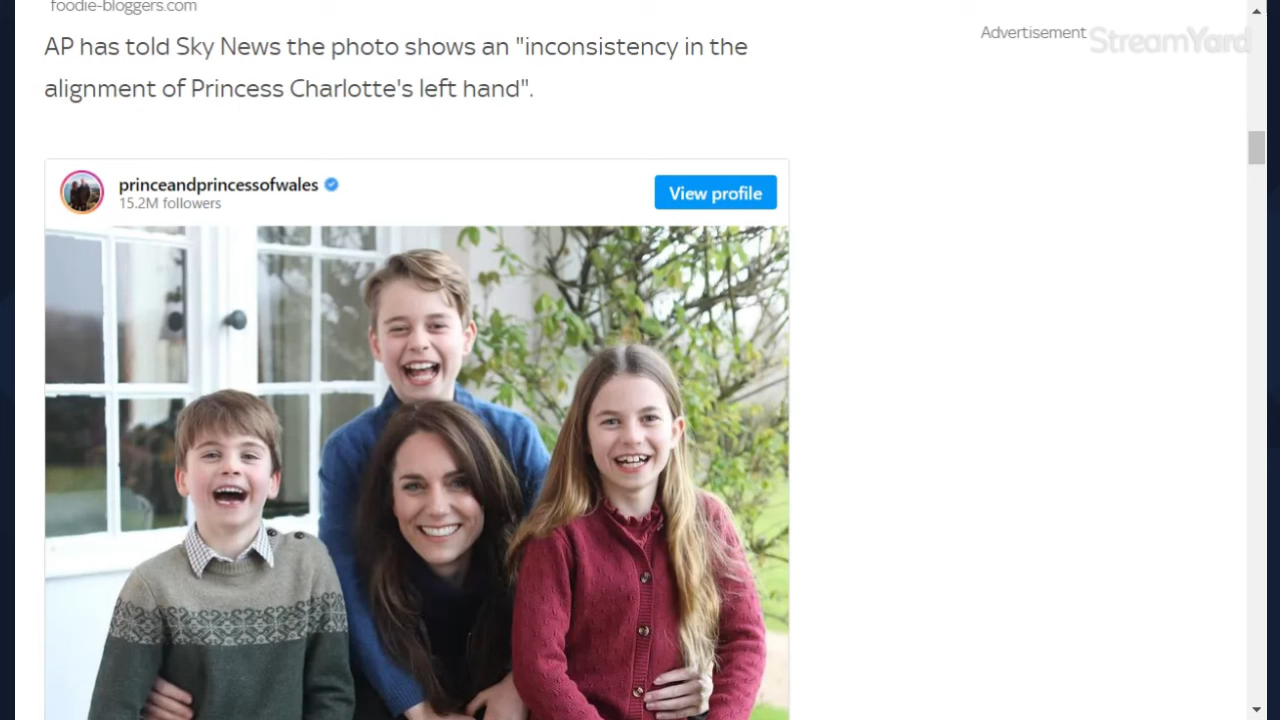 foodie-bloggers.com
Advertisement
StreamYard
AP has told Sky News the photo shows an "inconsistency in the
alignment of Princess Charlotte's left hand".
princeandprincessofwales
15.2M followers
View profile